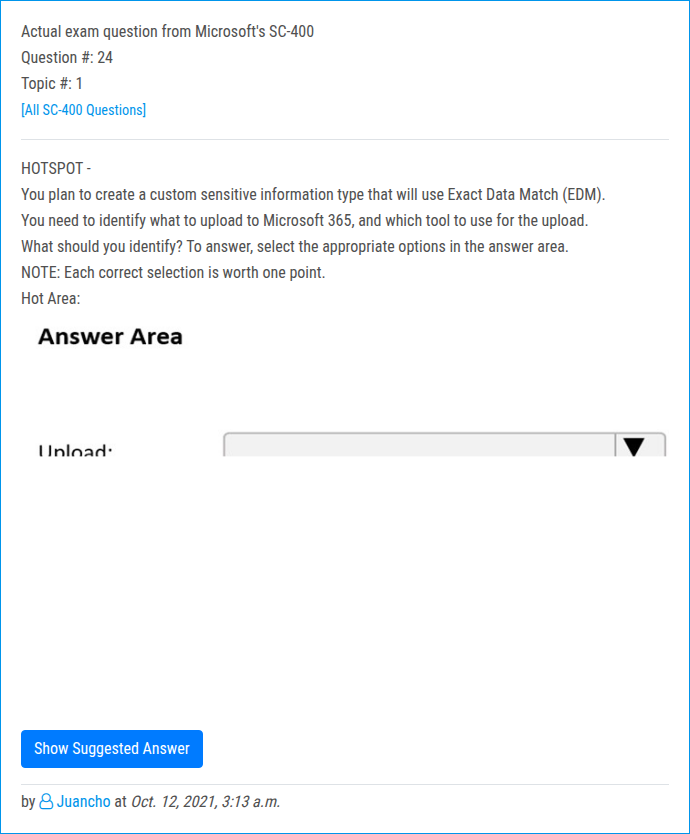 Actual exam question from Microsoft's SC-400
Question #: 24
Topic #: 1
[All SC-400 Questions]
HOTSPOT -
You plan to create a custom sensitive information type that will use Exact Data Match (EDM).
You need to identify what to upload to Microsoft 365, and which tool to use for the upload.
What should you identify? To answer, select the appropriate options in the answer area.
NOTE: Each correct selection is worth one point.
Hot Area:
Answer Area
Upload:
Show Suggested Answer
by Juancho at Oct. 12, 2021, 3:13 a.m.